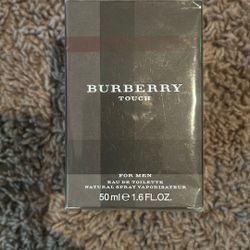 BURBERRY
TOUCH
FOR MEN
EAU DE TOILETTE
NATURAL SPRAY VAPORISATEUR
50 ml e 1.6 FL.OZ.